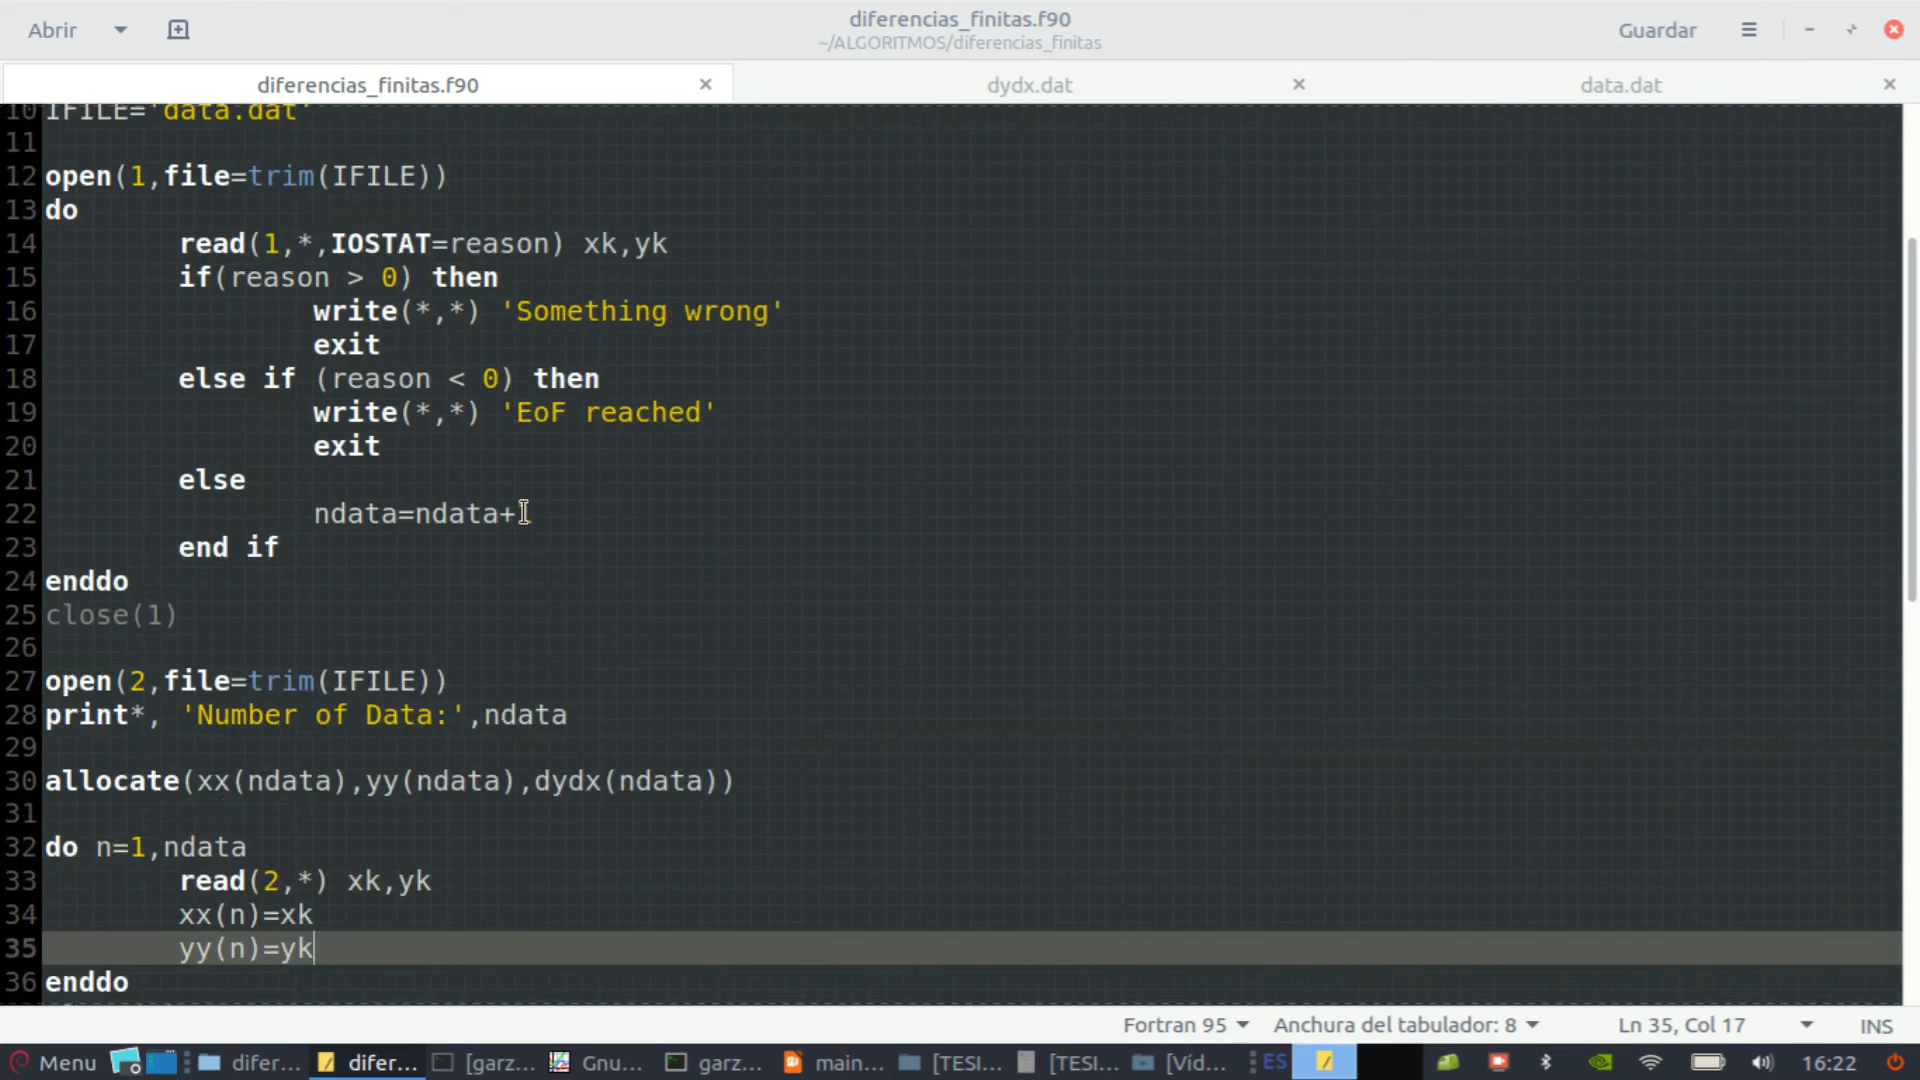 Abrir
diferencias_finitas.f90
~/ALGORITMOS/diferencias_finitas
Guardar
diferencias_finitas.f90
dydx.dat
data.dat
10 IFILE='data.dat'
11
12 open(1,file=trim(IFILE))
13 do
14 read(1,*,IOSTAT=reason) xk,yk
15 if(reason > 0) then
16 write(*,*) 'Something wrong'
17 exit
18 else if (reason < 0) then
19 write(*,*) 'EoF reached'
20 exit
21 else
22 ndata=ndata+1
23 end if
24 enddo
25 close(1)
26
27 open(2,file=trim(IFILE))
28 print*, 'Number of Data:',ndata
29
30 allocate(xx(ndata),yy(ndata),dydx(ndata))
31
32 do n=1,ndata
33 read(2,*) xk,yk
34 xx(n)=xk
35 yy(n)=yk
36 enddo
Fortran 95
Anchura del tabulador: 8
Ln 35, Col 17
INS
Menu
difer...
difer...
[garz...
Gnu...
garz...
main...
[TESI...
[TESI...
[Víd...
ES
16:22